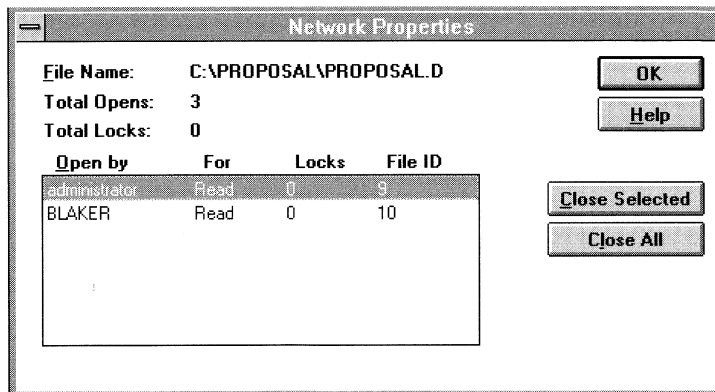 Network Properties
File Name: C:\PROPOSAL\PROPOSAL.D
Total Opens: 3
Total Locks: 0
Open by For Locks File ID
administrator Read 0 9
BLAKER Read 0 10
OK
Help
Close Selected
Close All